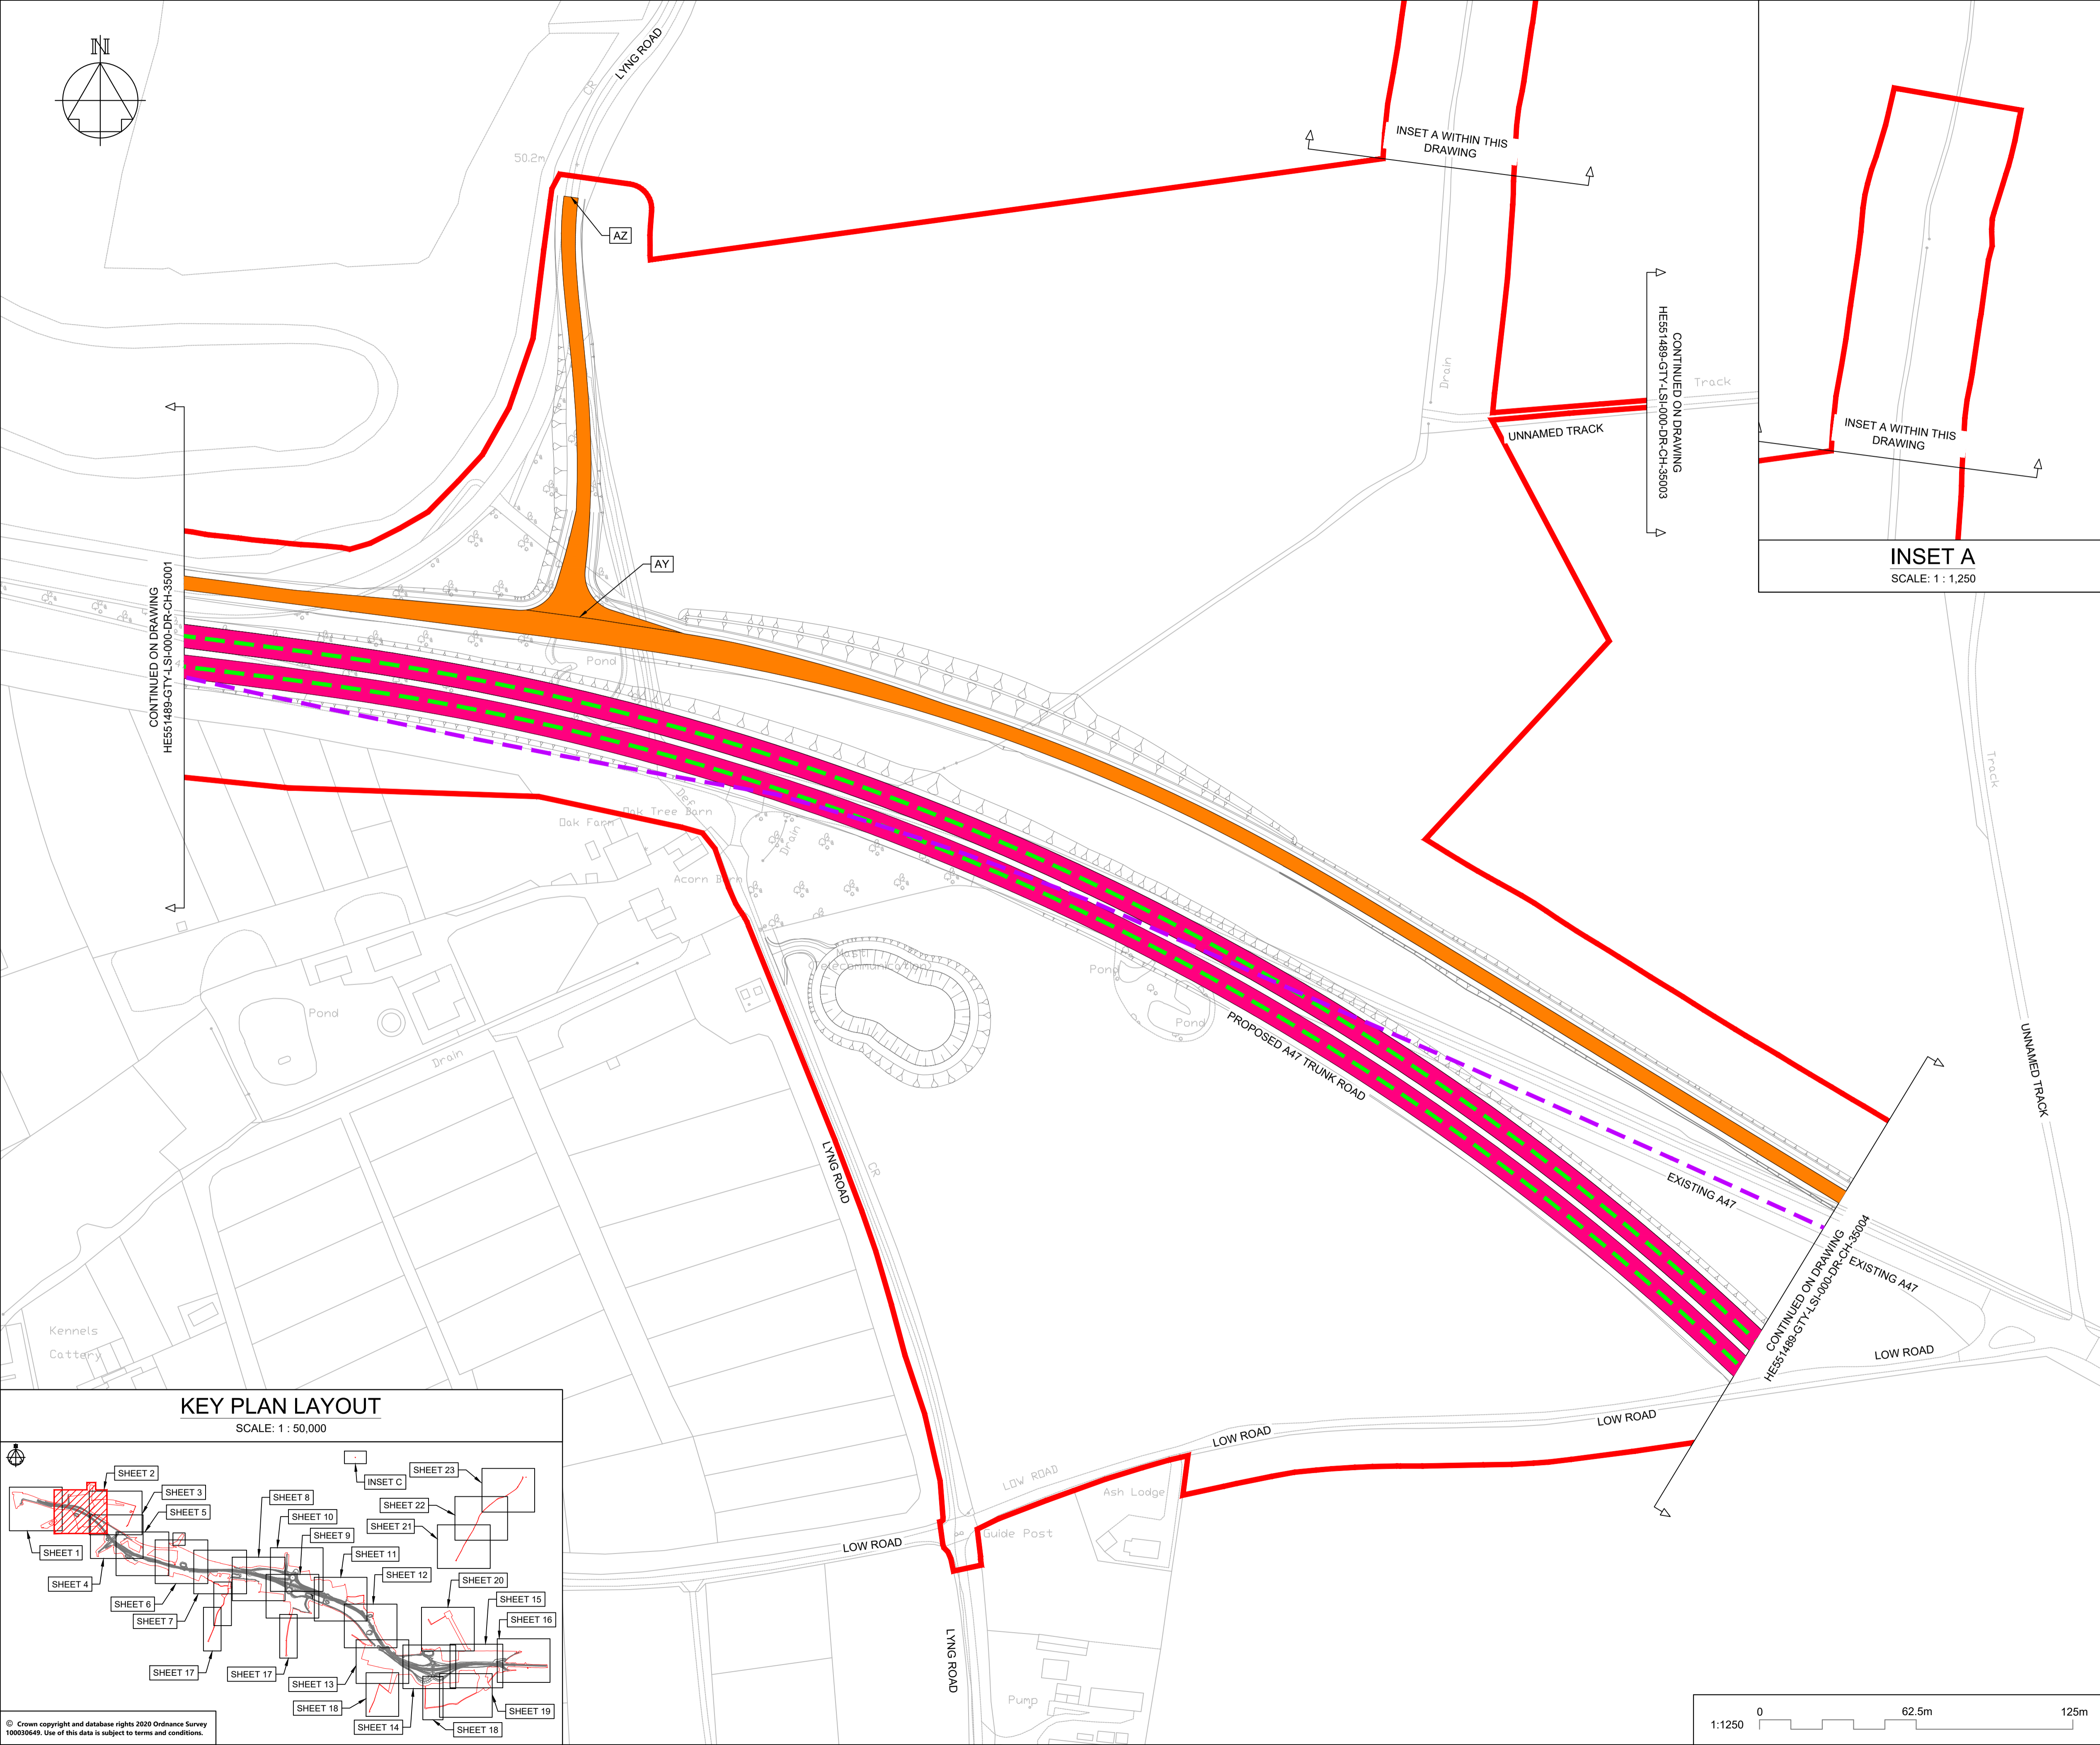 N
LYNG ROAD
CR
50.2m
INSET A WITHIN THIS
DRAWING
AZ
CONTINUED ON DRAWING
HE551489-GTY-LSI-000-DR-CH-35003
Drain
Track
UNNAMED TRACK
INSET A WITHIN THIS
DRAWING
INSET A
SCALE: 1 : 1,250
AY
CONTINUED ON DRAWING
HE551489-GTY-LSI-000-DR-CH-35001
Pond
Track
Def
Oak Tree Barn
Oak Farm
Drain
Acorn Barn
Mast
(Telecommunication)
Pond
Pond
Pond
Drain
PROPOSED A47 TRUNK ROAD
UNNAMED TRACK
LYNG ROAD
CR
EXISTING A47
EXISTING A47
CONTINUED ON DRAWING
HE551489-GTY-LSI-000-DR-CH-35004
Kennels
Cattery
LOW ROAD
LOW ROAD
LOW ROAD
LOW ROAD
Ash Lodge
Guide Post
LOW ROAD
LYNG ROAD
Pump
KEY PLAN LAYOUT
SCALE: 1 : 50,000
SHEET 2
SHEET 23
INSET C
SHEET 3
SHEET 8
SHEET 22
SHEET 5
SHEET 10
SHEET 21
SHEET 9
SHEET 1
SHEET 11
SHEET 4
SHEET 12
SHEET 20
SHEET 6
SHEET 15
SHEET 7
SHEET 16
SHEET 17
SHEET 17
SHEET 13
SHEET 18
SHEET 19
SHEET 14
SHEET 18
© Crown copyright and database rights 2020 Ordnance Survey
100030649. Use of this data is subject to terms and conditions.
1:1250
0
62.5m
125m